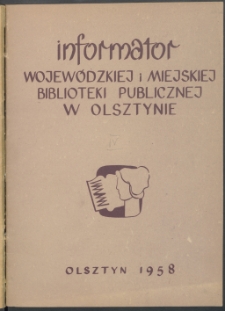 informator
WOJEWÓDZKIEJ i MIEJSKIEJ
BIBLIOTEKI PUBLICZNEJ
W OLSZTYNIE
OLSZTYN 1958